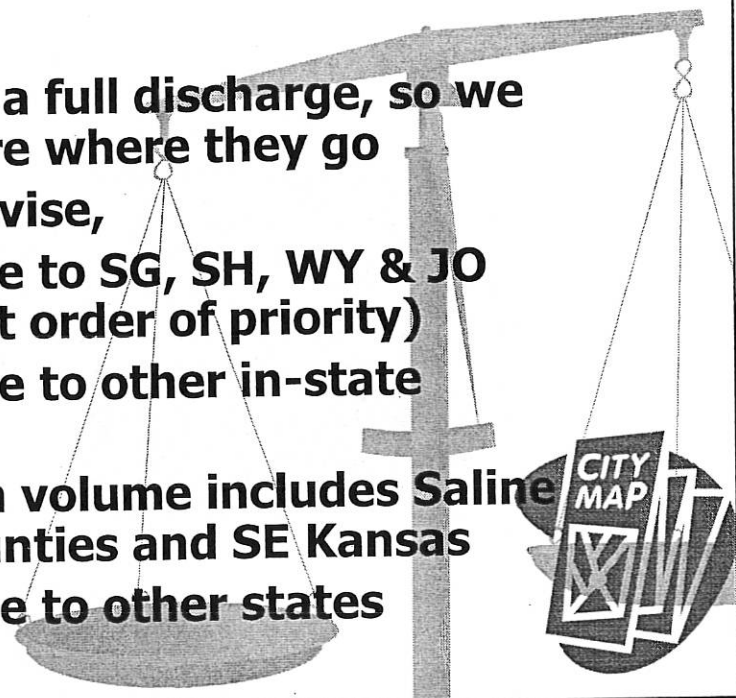 a full discharge, so we
re where they go
vise,
e to SG, SH, WY & JO
t order of priority)
e to other in-state
n volume includes Saline
nties and SE Kansas
e to other states
CITY
MAP